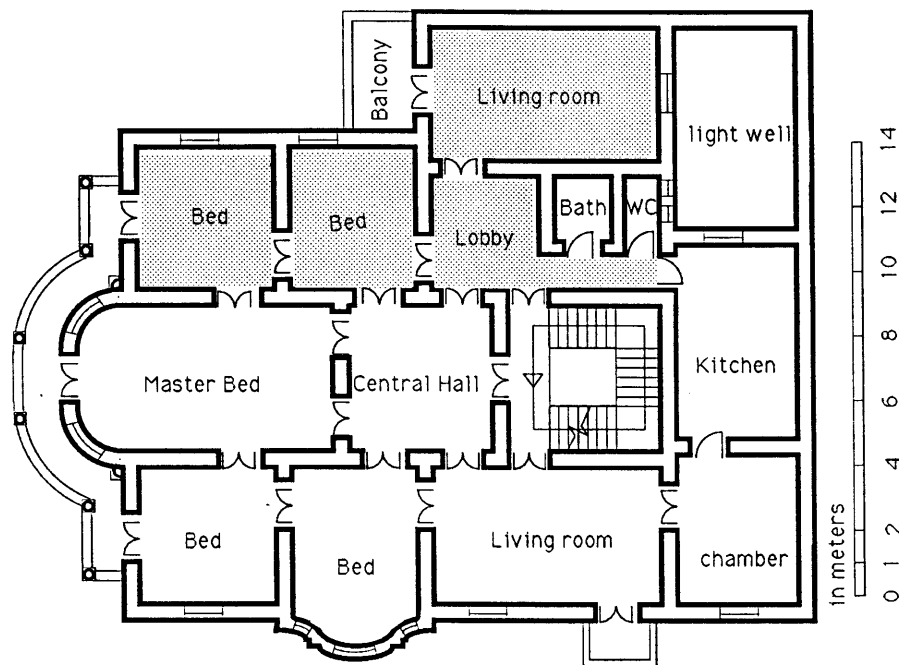 Balcony
Living room
light well
Bed
Bed
Lobby
Bath
WC
Master Bed
Central Hall
Kitchen
Bed
Bed
Living room
chamber
in meters
0 1 2 4 6 8 10 12 14